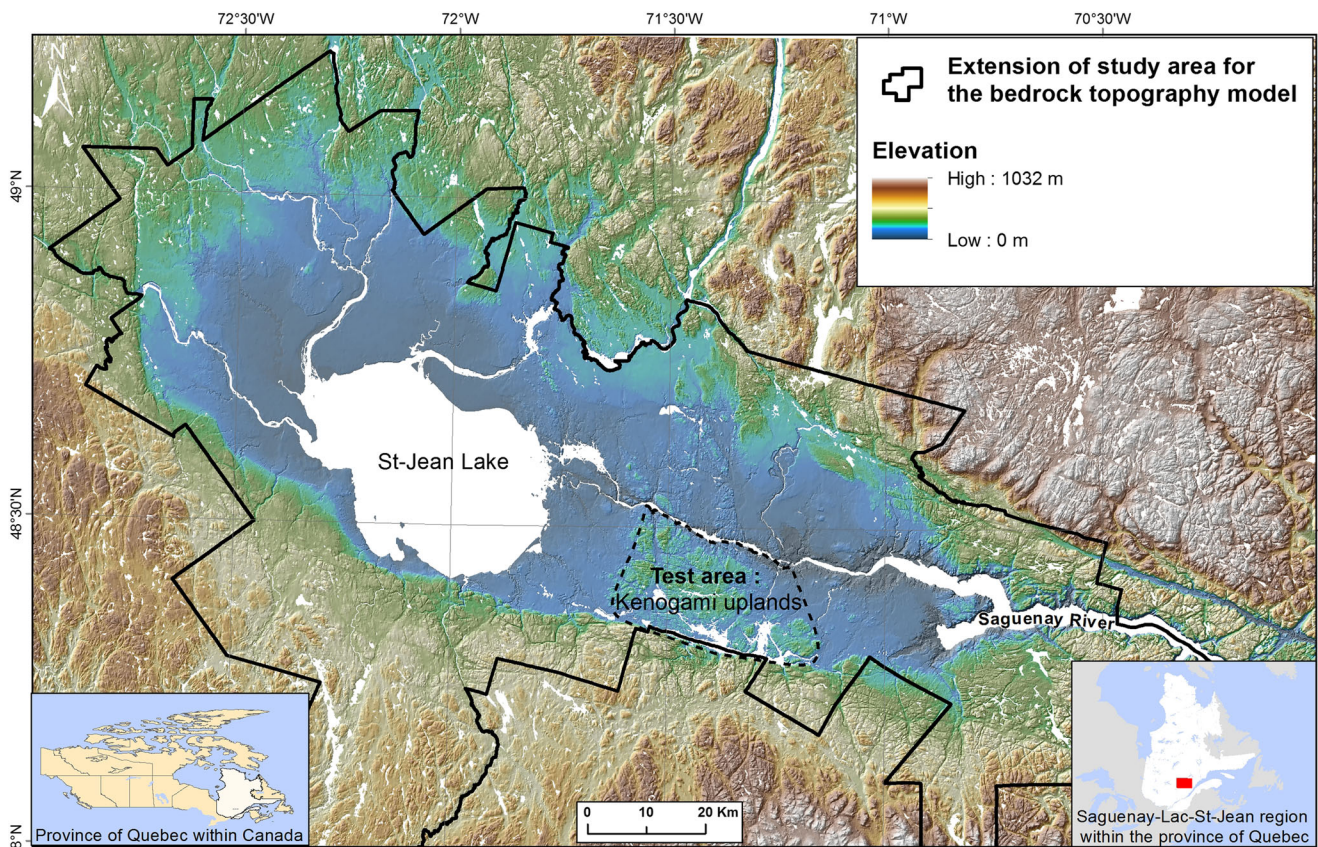 72°30'W 72°W 71°30'W 71°W 70°30'W
N
Extension of study area for
the bedrock topography model
Elevation
High : 1032 m
Low : 0 m
49°N
St-Jean Lake
48°30'N
Test area :
Kenogami uplands
Saguenay River
0 10 20 Km
Province of Quebec within Canada
Saguenay-Lac-St-Jean region
within the province of Quebec
8°N